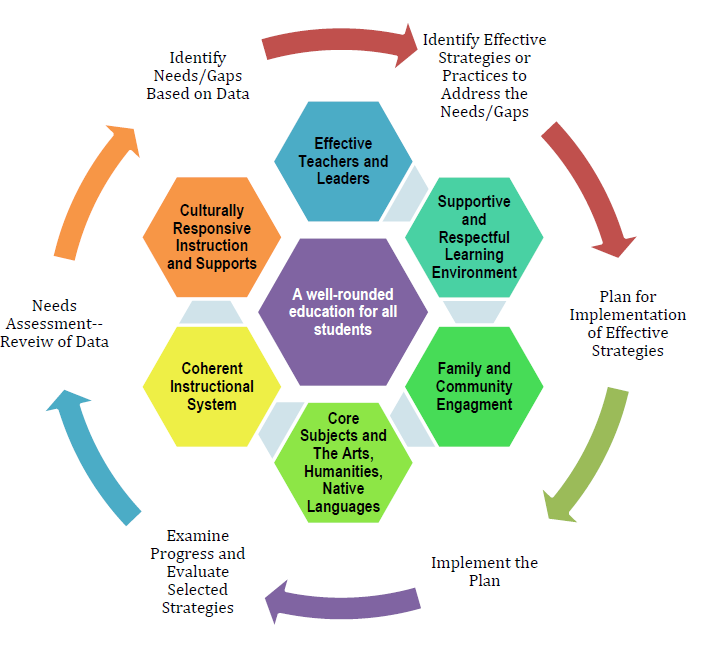 Identify
Needs/Gaps
Based on Data
Identify Effective
Strategies or
Practices to
Address the
Needs/Gaps
Plan for
Implementation
of Effective
Strategies
Implement the
Plan
Examine
Progress and
Evaluate
Selected
Strategies
Needs
Assessment--
Reveiw of Data
Effective
Teachers and
Leaders
Supportive
and
Respectful
Learning
Environment
Family and
Community
Engagment
Core
Subjects and
The Arts,
Humanities,
Native
Languages
Coherent
Instructional
System
Culturally
Responsive
Instruction
and Supports
A well-rounded
education for all
students